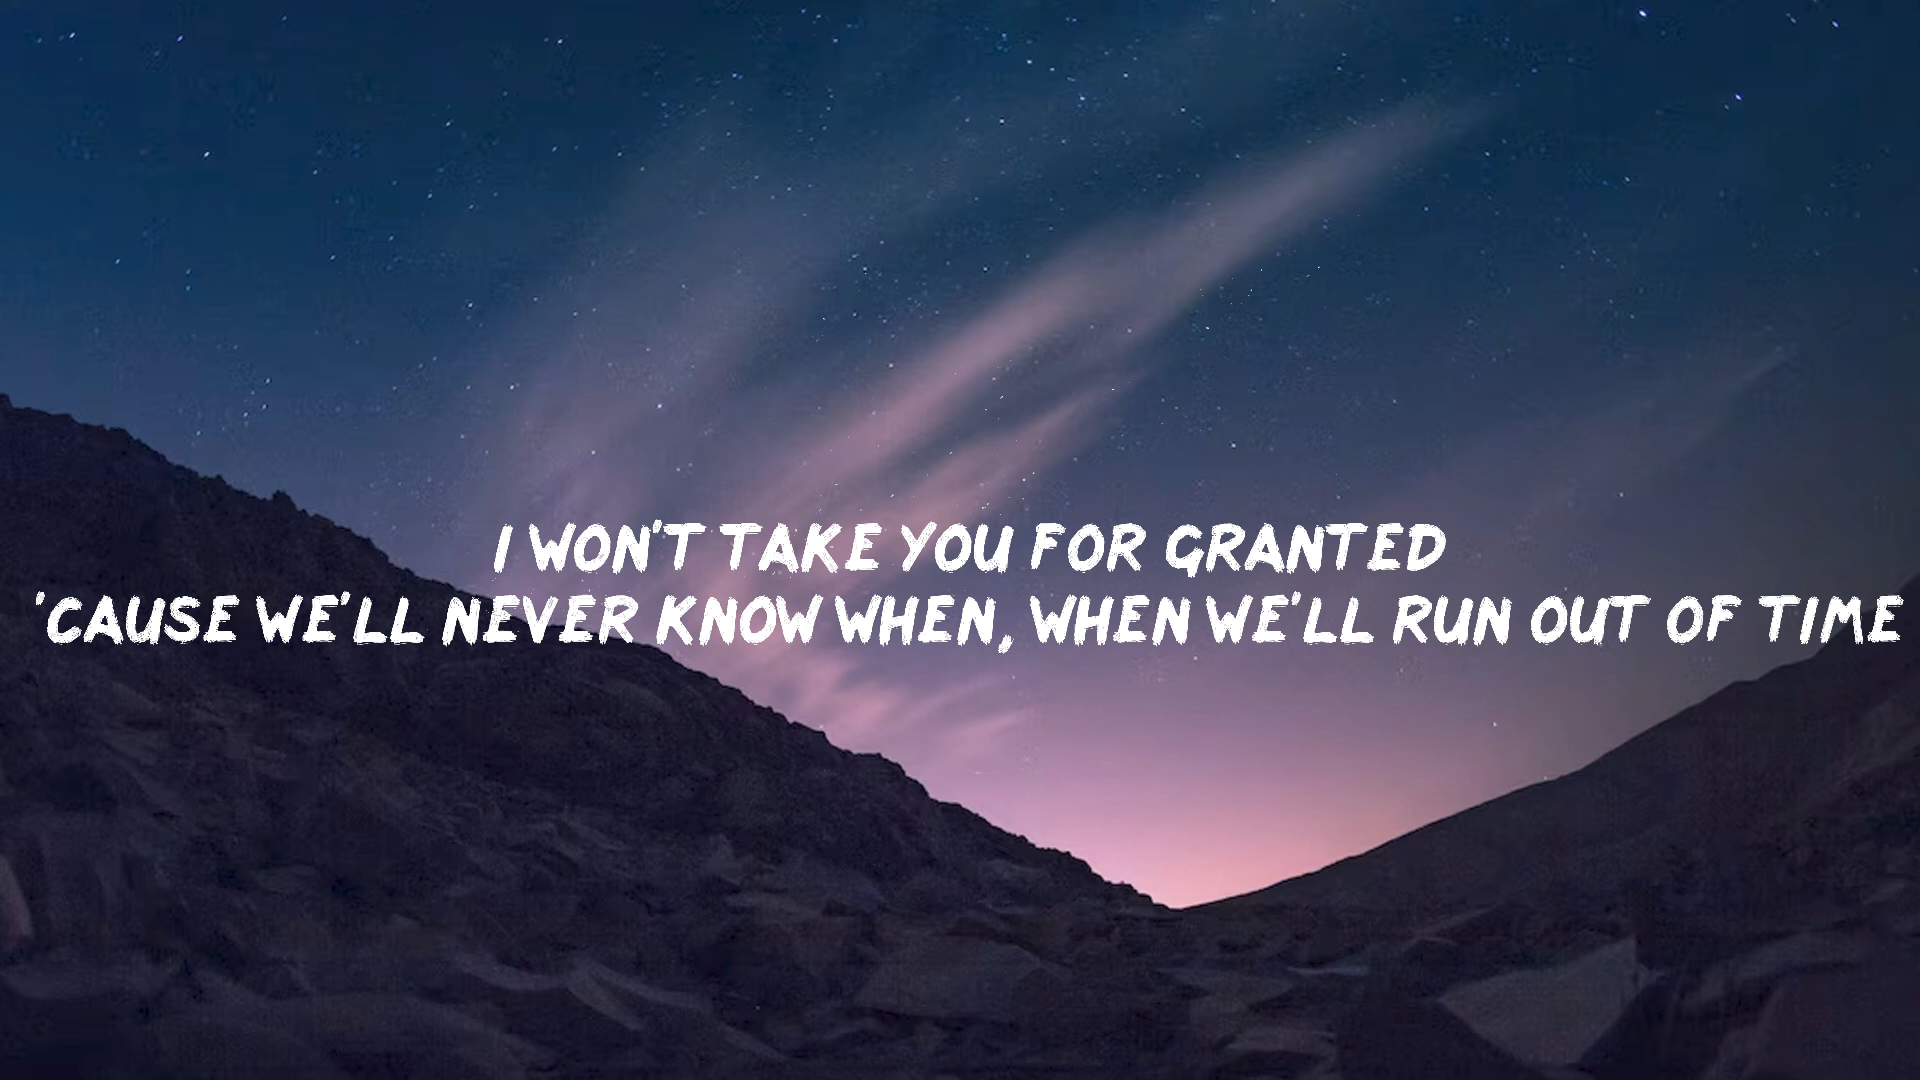 I WON'T TAKE YOU FOR GRANTED
'CAUSE WE'LL NEVER KNOW WHEN, WHEN WE'LL RUN OUT OF TIME